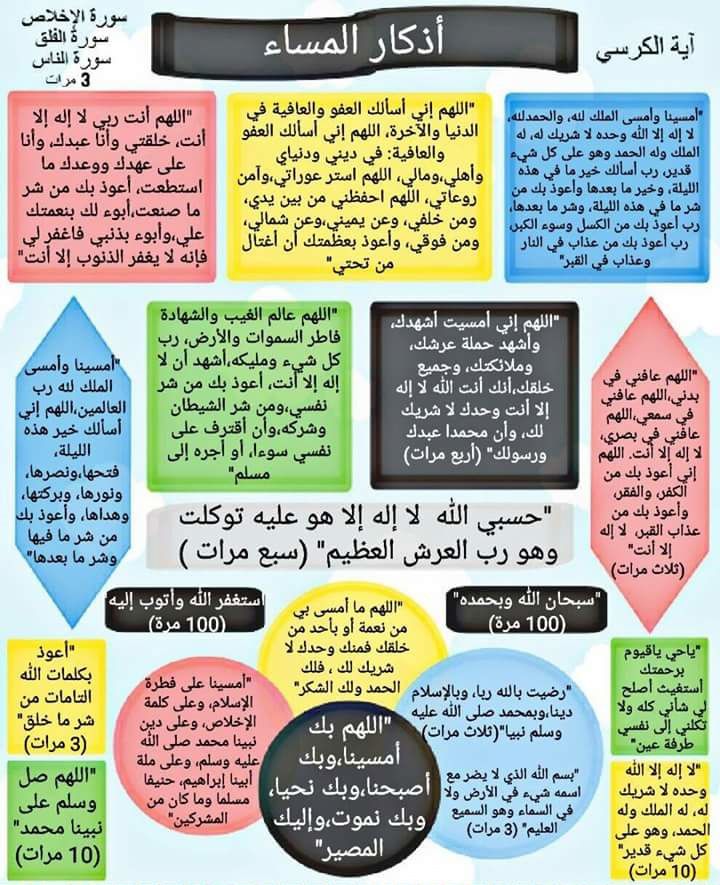 أذكار المساء
آية الكرسي
سورة الإخلاص
سورة الفلق
سورة الناس
3 مرات
"أمسينا وأمسى الملك لله، والحمدلله،
لا إله إلا الله وحده لا شريك له، له
الملك وله الحمد وهو على كل شيء
قدير، رب أسألك خير ما في هذه
الليلة، وخير ما بعدها وأعوذ بك من
شر ما في هذه الليلة، وشر ما بعدها،
رب أعوذ بك من الكسل وسوء الكبر،
رب أعوذ بك من عذاب في النار
وعذاب في القبر"
"اللهم إني أسألك العفو والعافية في
الدنيا والآخرة، اللهم إني أسألك العفو
والعافية: في ديني ودنياي
وأهلي،ومالي، اللهم استر عوراتي،وآمن
روعاتي، اللهم احفظني من بين يدي،
ومن خلفي، وعن يميني،وعن شمالي،
ومن فوقي، وأعوذ بعظمتك أن أغتال
من تحتي"
"اللهم أنت ربي لا إله إلا
أنت، خلقتني وأنا عبدك، وأنا
على عهدك ووعدك ما
استطعت، أعوذ بك من شر
ما صنعت،أبوء لك بنعمتك
علي،وأبوء بذنبي فاغفر لي
فإنه لا يغفر الذنوب إلا أنت"
"اللهم عافني في
بدني،اللهم عافني
في سمعي،اللهم
عافني في بصري،
لا إله إلا أنت. اللهم
إني أعوذ بك من
الكفر، والفقر،
وأعوذ بك من
عذاب القبر، لا إله
إلا أنت"
(ثلاث مرات)
"اللهم إني أمسيت أشهدك،
وأشهد حملة عرشك،
وملائكتك، وجميع
خلقك،أنك أنت الله لا إله
إلا أنت وحدك لا شريك
لك، وأن محمدا عبدك
ورسولك" (أربع مرات)
"اللهم عالم الغيب والشهادة
فاطر السموات والأرض، رب
كل شيء ومليكه،أشهد أن لا
إله إلا أنت، أعوذ بك من شر
نفسي،ومن شر الشيطان
وشركه،وأن أقترف على
نفسي سوءا، أو أجره إلى
مسلم"
"أمسينا وأمسى
الملك لله رب
العالمين،اللهم إني
أسألك خير هذه
الليلة،
فتحها،ونصرها،
ونورها، وبركتها،
وهداها، وأعوذ بك
من شر ما فيها
وشر ما بعدها"
"حسبي الله لا إله إلا هو عليه توكلت
وهو رب العرش العظيم" (سبع مرات )
"سبحان الله وبحمده"
(100 مرة)
"استغفر الله وأتوب إليه
(100 مرة)
"اللهم ما أمسى بي
من نعمة أو بأحد من
خلقك فمنك وحدك لا
شريك لك ، فلك
الحمد ولك الشكر"
"ياحي ياقيوم
برحمتك
أستغيث أصلح
لي شأني كله ولا
تكلني إلى نفسي
طرفة عين"
"رضيت بالله ربا، وبالإسلام
دينا،وبمحمد صلى الله عليه
وسلم نبيا"(ثلاث مرات)
"بسم الله الذي لا يضر مع
اسمه شيء في الأرض ولا
في السماء وهو السميع
العليم" (3 مرات)
"اللهم بك
أمسينا،وبك
أصبحنا،وبك نحيا،
وبك نموت،وإليك
المصير"
"أمسينا على فطرة
الإسلام، وعلى كلمة
الإخلاص، وعلى دين
نبينا محمد صلى الله
عليه وسلم، وعلى ملة
أبينا إبراهيم، حنيفا
مسلما وما كان من
المشركين"
"أعوذ
بكلمات الله
التامات من
شر ما خلق"
(3 مرات)
"لا إله إلا الله
وحده لا شريك
له، له الملك وله
الحمد، وهو على
كل شيء قدير"
(10 مرات)
"اللهم صل
وسلم على
نبينا محمد"
(10 مرات)